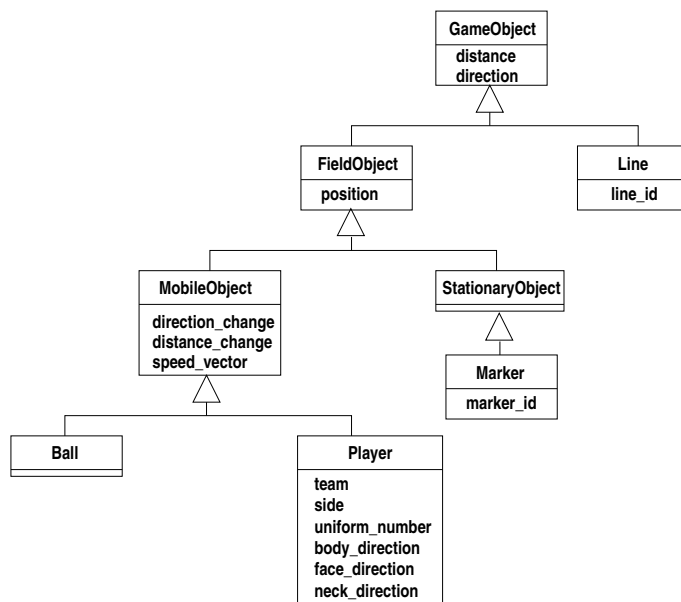 GameObject
distance
direction
FieldObject
position
Line
line_id
MobileObject
direction_change
distance_change
speed_vector
StationaryObject
Marker
marker_id
Ball
Player
team
side
uniform_number
body_direction
face_direction
neck_direction